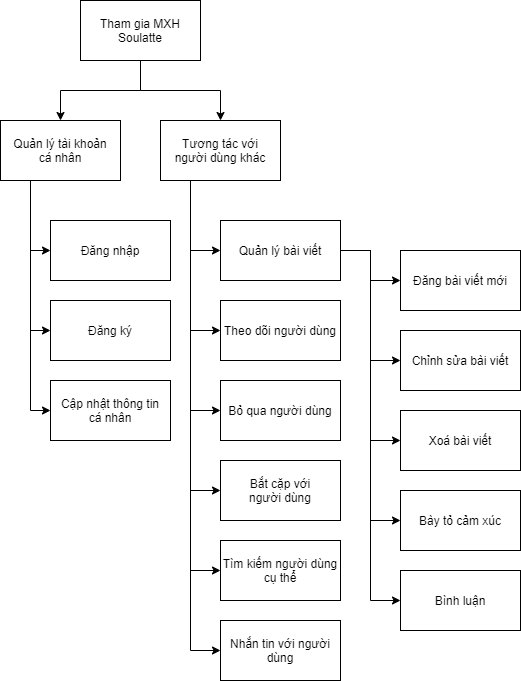 Tham gia MXH
Soulatte
Quản lý tài khoản
cá nhân
Tương tác với
người dùng khác
Đăng nhập
Đăng ký
Cập nhật thông tin
cá nhân
Quản lý bài viết
Theo dõi người dùng
Bỏ qua người dùng
Bắt cặp với
người dùng
Tìm kiếm người dùng
cụ thể
Nhắn tin với người
dùng
Đăng bài viết mới
Chỉnh sửa bài viết
Xoá bài viết
Bày tỏ cảm xúc
Bình luận